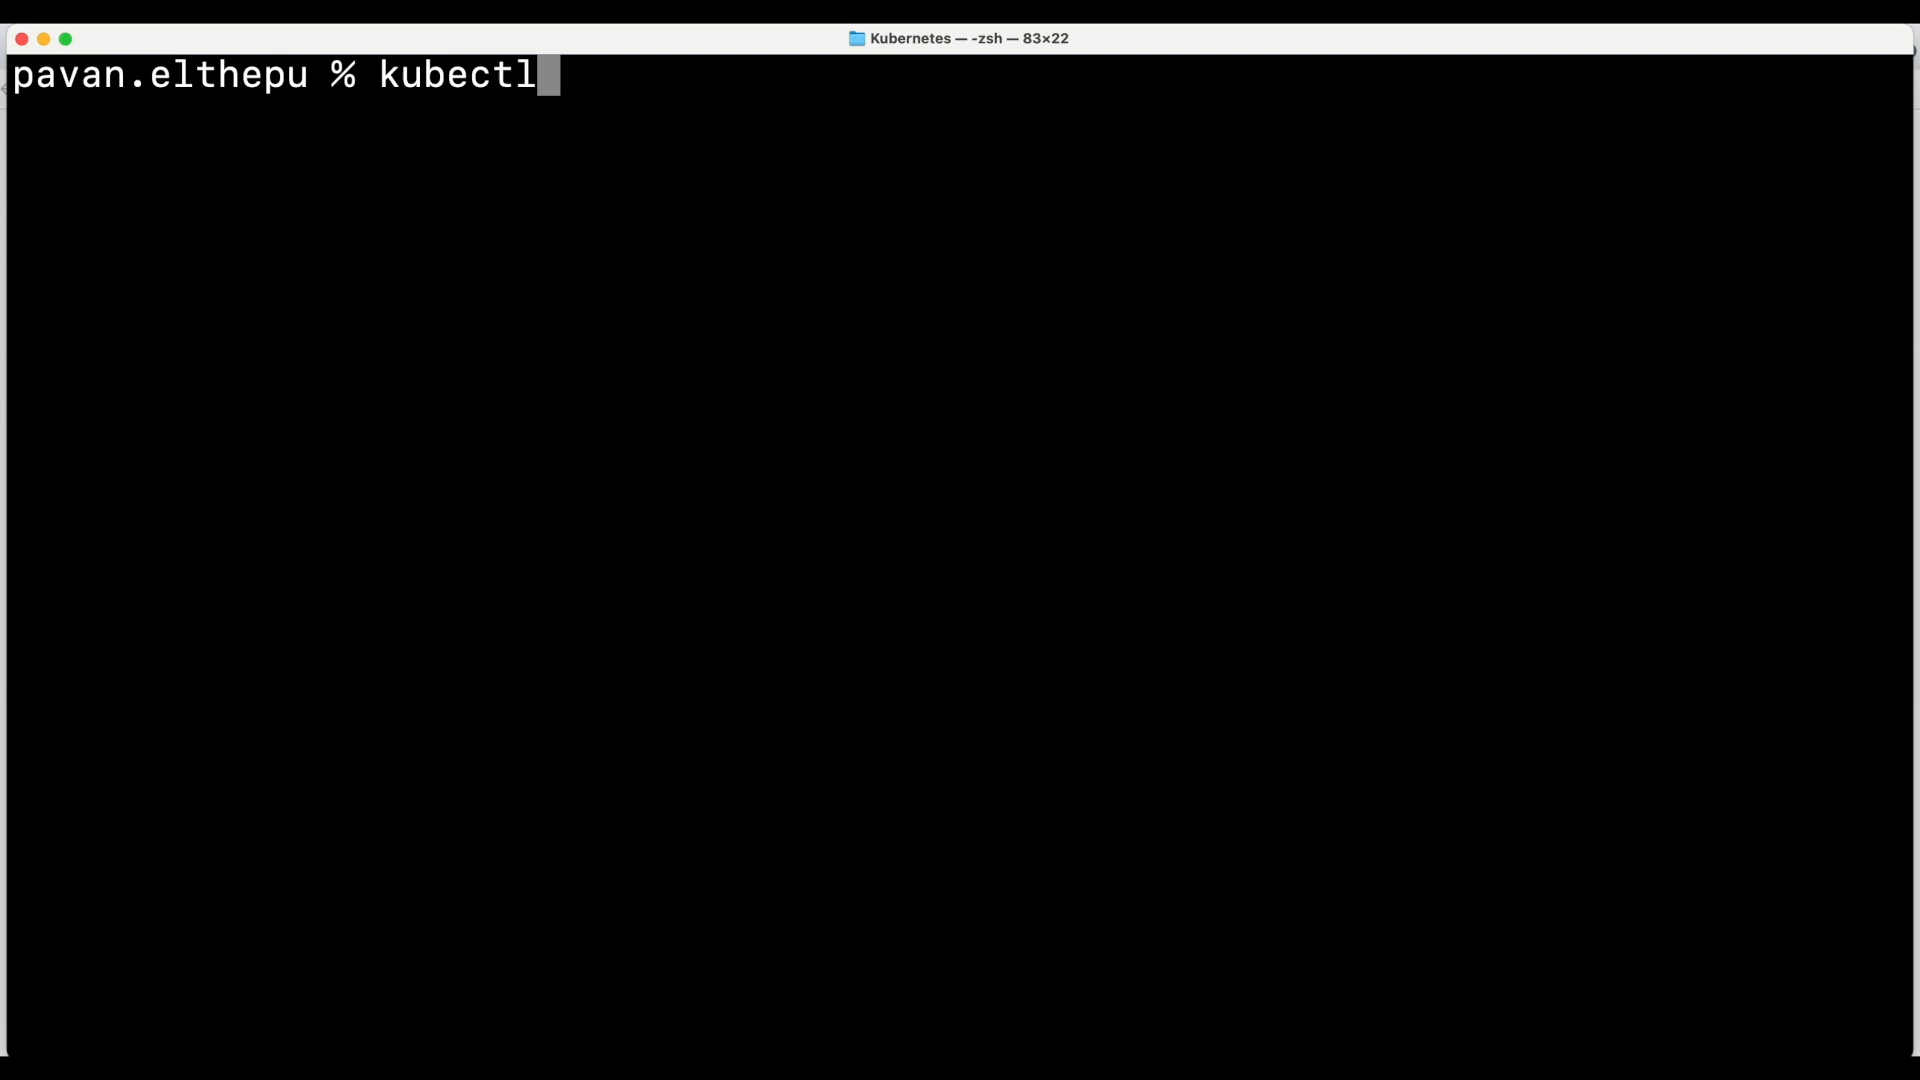 Kubernetes — -zsh — 83×22
pavan.elthepu % kubectl